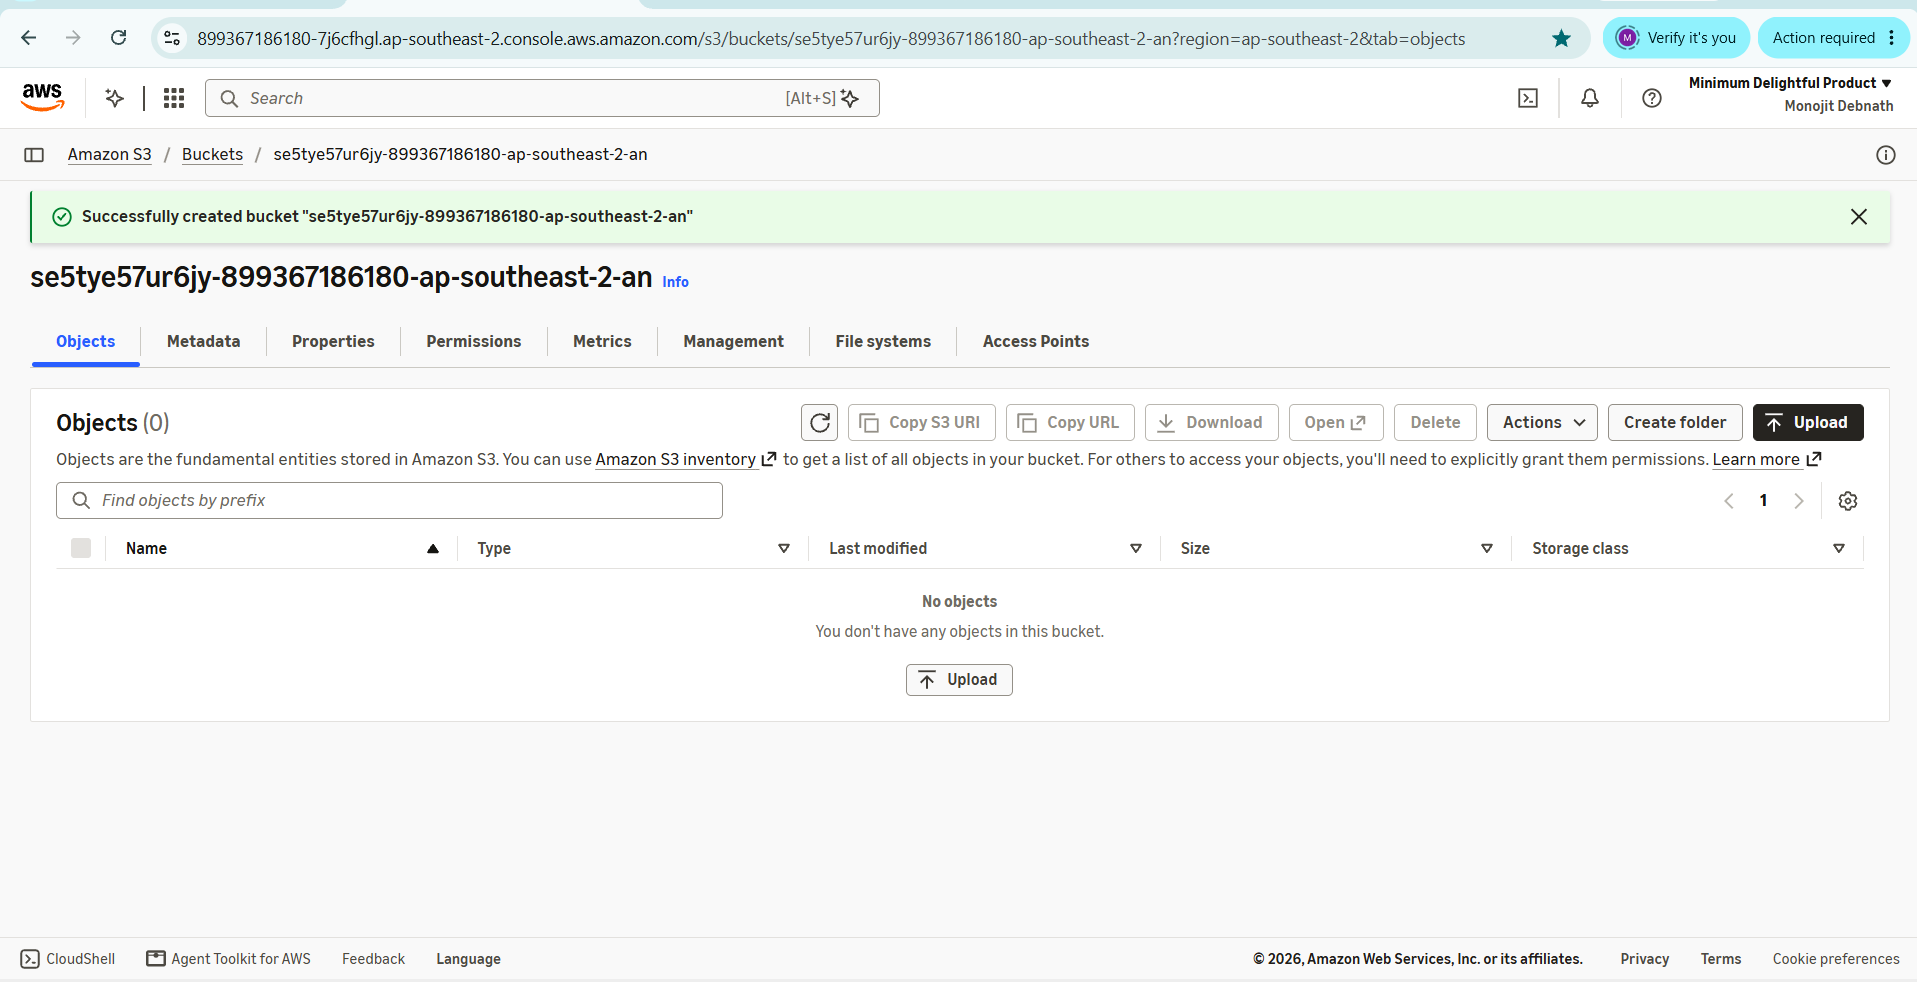 899367186180-7j6cfhgl.ap-southeast-2.console.aws.amazon.com/s3/buckets/se5tye57ur6jy-899367186180-ap-southeast-2-an?region=ap-southeast-2&tab=objects
M Verify it's you
Action required
aws
Search [Alt+S]
Minimum Delightful Product
Monojit Debnath
Amazon S3 / Buckets / se5tye57ur6jy-899367186180-ap-southeast-2-an
Successfully created bucket "se5tye57ur6jy-899367186180-ap-southeast-2-an"
se5tye57ur6jy-899367186180-ap-southeast-2-an Info
Objects Metadata Properties Permissions Metrics Management File systems Access Points
Objects (0) Copy S3 URI Copy URL Download Open Delete Actions Create folder Upload
Objects are the fundamental entities stored in Amazon S3. You can use Amazon S3 inventory to get a list of all objects in your bucket. For others to access your objects, you'll need to explicitly grant them permissions. Learn more
Find objects by prefix 1
Name Type Last modified Size Storage class
No objects
You don't have any objects in this bucket.
Upload
CloudShell Agent Toolkit for AWS Feedback Language © 2026, Amazon Web Services, Inc. or its affiliates. Privacy Terms Cookie preferences